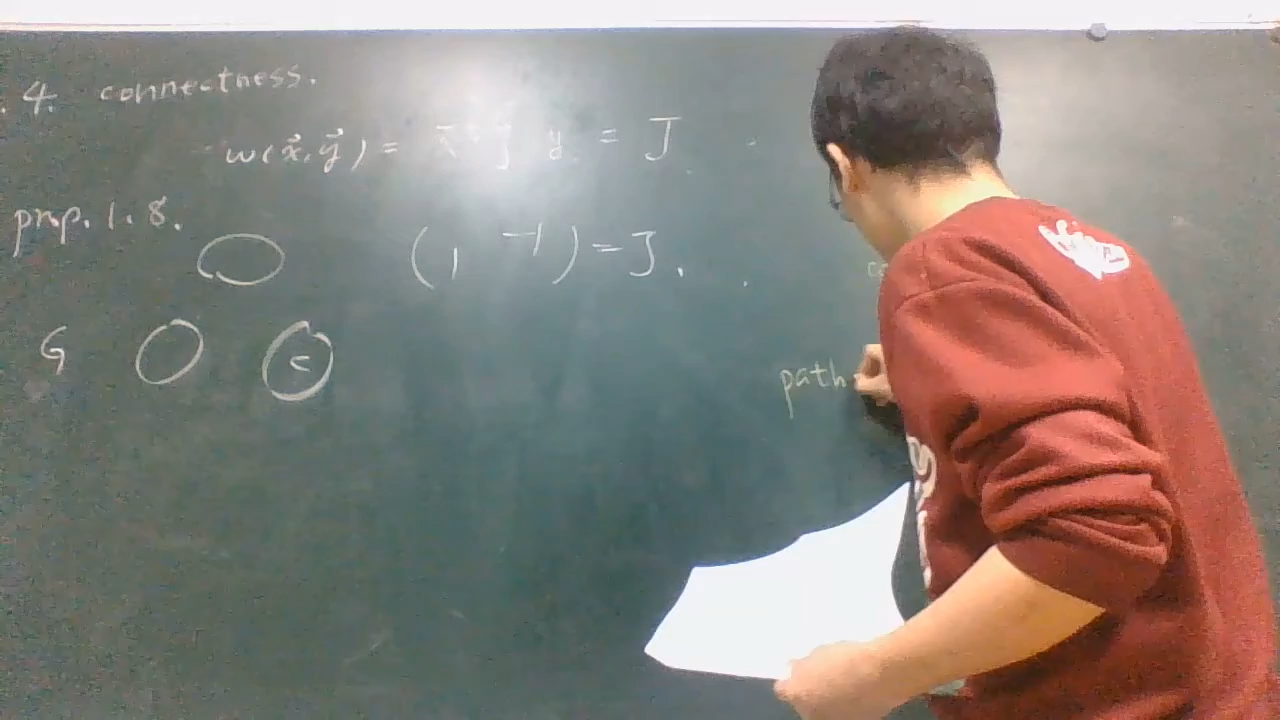 .4. connectness.
w(x⃗, y⃗) = x^t J y = J
prop. 1. 8.
( 1 -1 ) = J.
G c
path